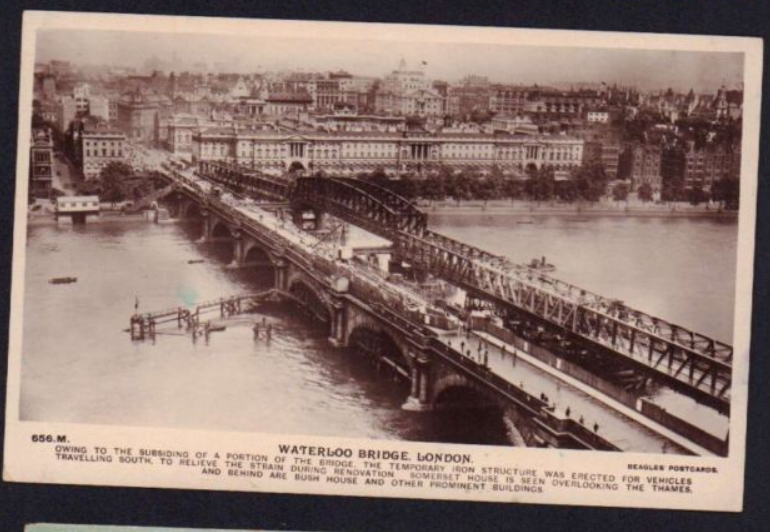 656.M.
WATERLOO BRIDGE. LONDON.
BEAGLES' POSTCARDS.
OWING TO THE SUBSIDING OF A PORTION OF THE BRIDGE, THE TEMPORARY IRON STRUCTURE WAS ERECTED FOR VEHICLES
TRAVELLING SOUTH, TO RELIEVE THE STRAIN DURING RENOVATION. SOMERSET HOUSE IS SEEN OVERLOOKING THE THAMES,
AND BEHIND ARE BUSH HOUSE AND OTHER PROMINENT BUILDINGS.